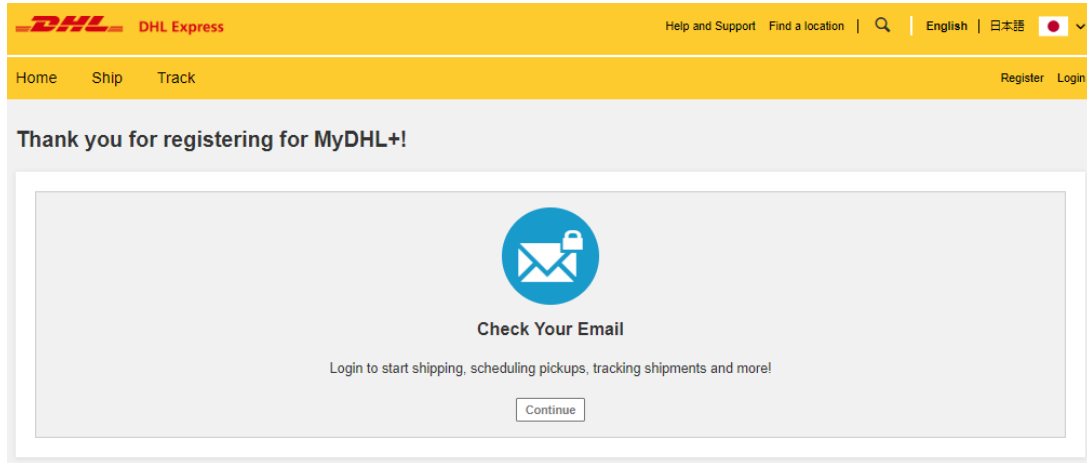 DHL DHL Express Help and Support Find a location | English | 日本語
Home Ship Track Register Login
Thank you for registering for MyDHL+!
Check Your Email
Login to start shipping, scheduling pickups, tracking shipments and more!
Continue